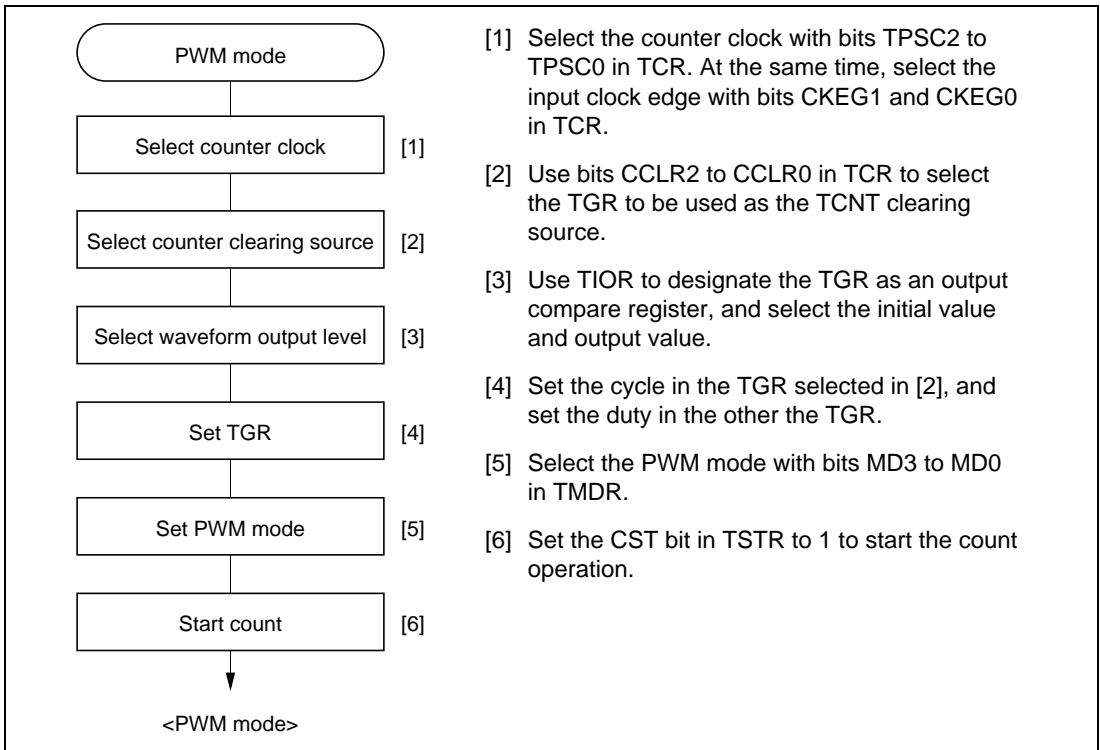 PWM mode
Select counter clock [1]
Select counter clearing source [2]
Select waveform output level [3]
Set TGR [4]
Set PWM mode [5]
Start count [6]
<PWM mode>
[1] Select the counter clock with bits TPSC2 to
TPSC0 in TCR. At the same time, select the
input clock edge with bits CKEG1 and CKEG0
in TCR.
[2] Use bits CCLR2 to CCLR0 in TCR to select
the TGR to be used as the TCNT clearing
source.
[3] Use TIOR to designate the TGR as an output
compare register, and select the initial value
and output value.
[4] Set the cycle in the TGR selected in [2], and
set the duty in the other the TGR.
[5] Select the PWM mode with bits MD3 to MD0
in TMDR.
[6] Set the CST bit in TSTR to 1 to start the count
operation.